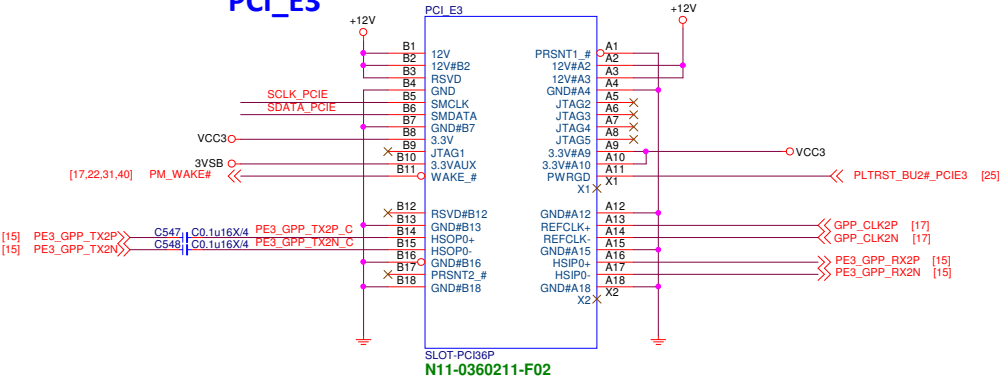 PCI_E3
+12V
PCI_E3
+12V
B1 12V PRSNT1_# A1
B2 12V#B2 12V#A2 A2
B3 RSVD 12V#A3 A3
B4 GND GND#A4 A4
SCLK_PCIE B5 SMCLK JTAG2 A5
SDATA_PCIE B6 SMDATA JTAG3 A6
B7 GND#B7 JTAG4 A7
VCC3 B8 3.3V JTAG5 A8
B9 JTAG1 3.3V#A9 A9 VCC3
3VSB B10 3.3VAUX 3.3V#A10 A10
[17,22,31,40] PM_WAKE# B11 WAKE_# PWRGD A11 PLTRST_BU2#_PCIE3 [25]
X1 X1
B12 RSVD#B12 GND#A12 A12
B13 GND#B13 REFCLK+ A13 GPP_CLK2P [17]
[15] PE3_GPP_TX2P C547 C0.1u16X/4 PE3_GPP_TX2P_C B14 HSOP0+ REFCLK- A14 GPP_CLK2N [17]
[15] PE3_GPP_TX2N C548 C0.1u16X/4 PE3_GPP_TX2N_C B15 HSOP0- GND#A15 A15
B16 GND#B16 HSIP0+ A16 PE3_GPP_RX2P [15]
B17 PRSNT2_# HSIP0- A17 PE3_GPP_RX2N [15]
B18 GND#B18 GND#A18 A18
X2 X2
SLOT-PCI36P
N11-0360211-F02